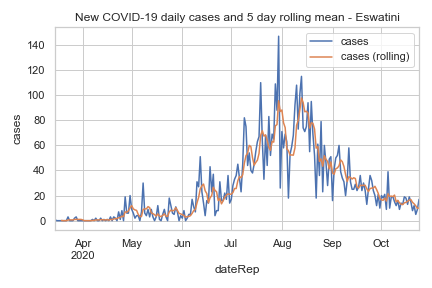 New COVID-19 daily cases and 5 day rolling mean - Eswatini
cases
cases (rolling)
140
120
100
80
60
40
20
0
cases
Apr
2020
May
Jun
Jul
Aug
Sep
Oct
dateRep